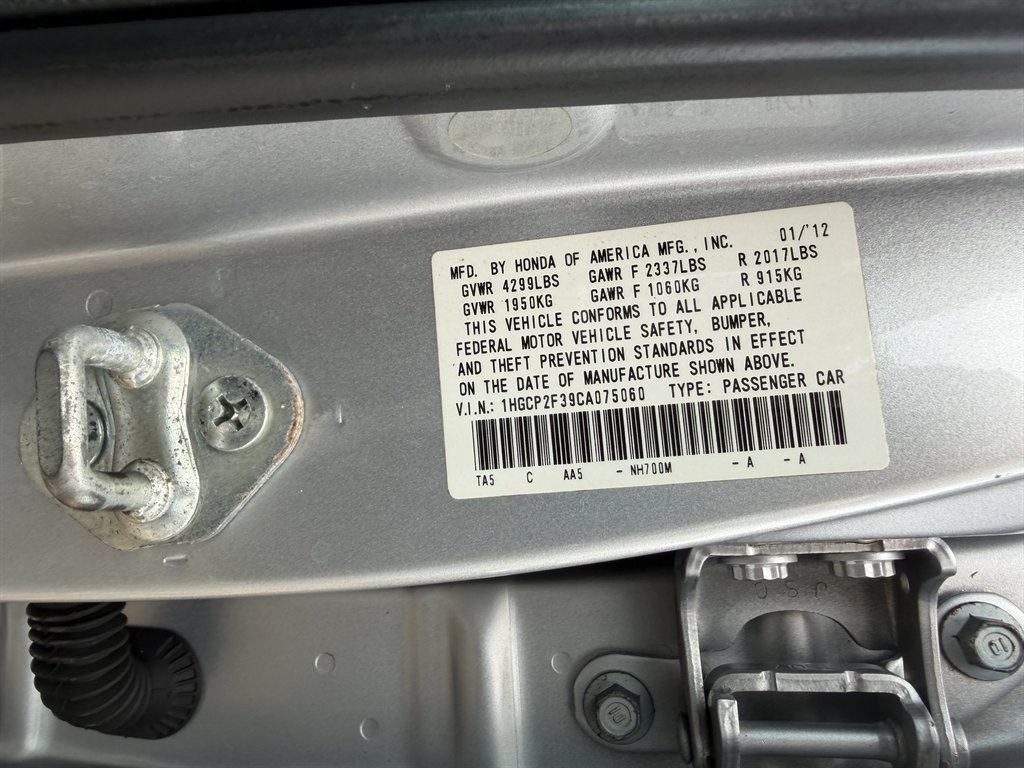 MFD. BY HONDA OF AMERICA MFG., INC. 01/'12
GVWR 4299LBS GAWR F 2337LBS R 2017LBS
GVWR 1950KG GAWR F 1060KG R 915KG
THIS VEHICLE CONFORMS TO ALL APPLICABLE
FEDERAL MOTOR VEHICLE SAFETY, BUMPER,
AND THEFT PREVENTION STANDARDS IN EFFECT
ON THE DATE OF MANUFACTURE SHOWN ABOVE.
V.I.N.: 1HGCP2F39CA075060 TYPE: PASSENGER CAR
TA5 C AA5 - NH700M - A - A